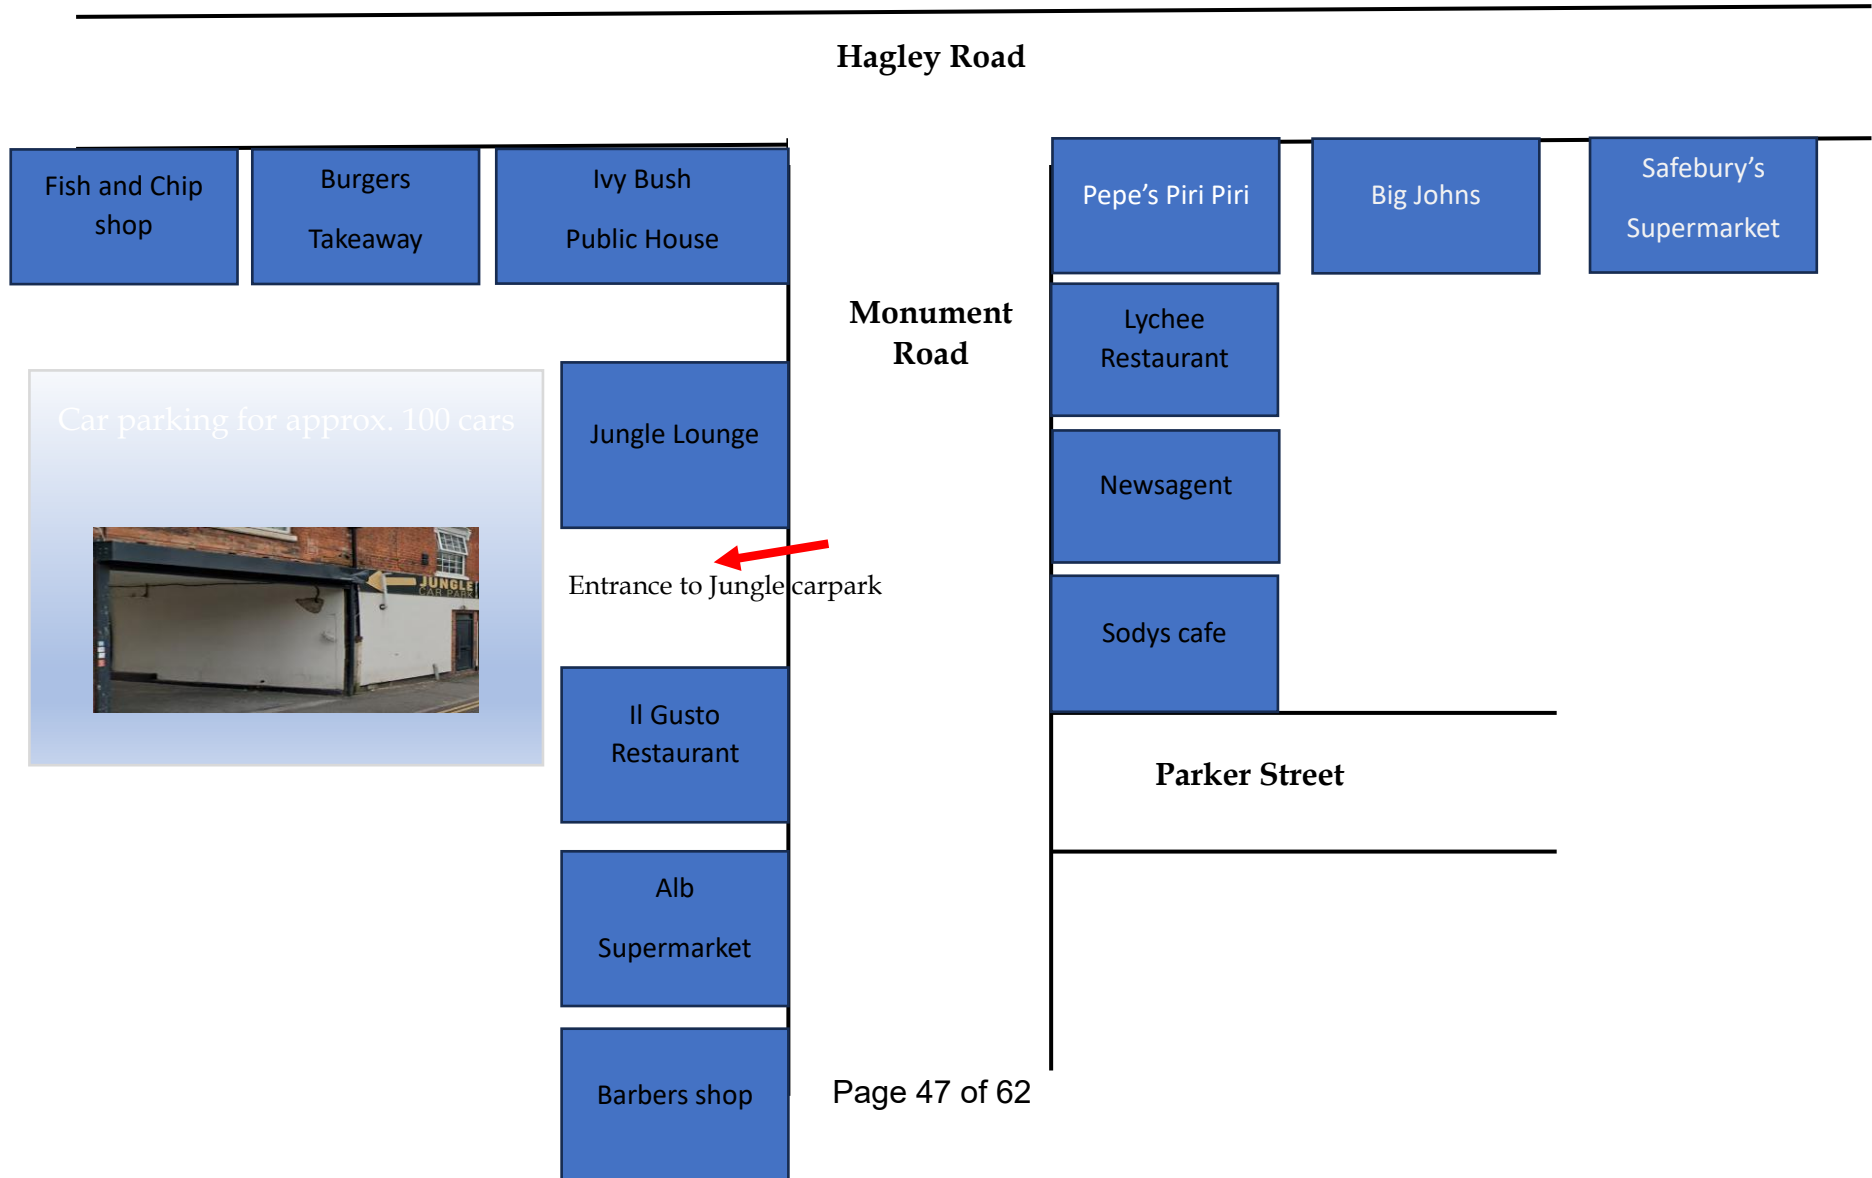 Hagley Road
Fish and Chip
shop
Burgers
Takeaway
Ivy Bush
Public House
Pepe’s Piri Piri
Big Johns
Safebury’s
Supermarket
Monument
Road
Lychee
Restaurant
Car parking for approx. 100 cars
Jungle Lounge
Newsagent
JUNGLE
CAR PARK
Entrance to Jungle carpark
Sodys cafe
Il Gusto
Restaurant
Parker Street
Alb
Supermarket
Barbers shop
Page 47 of 62